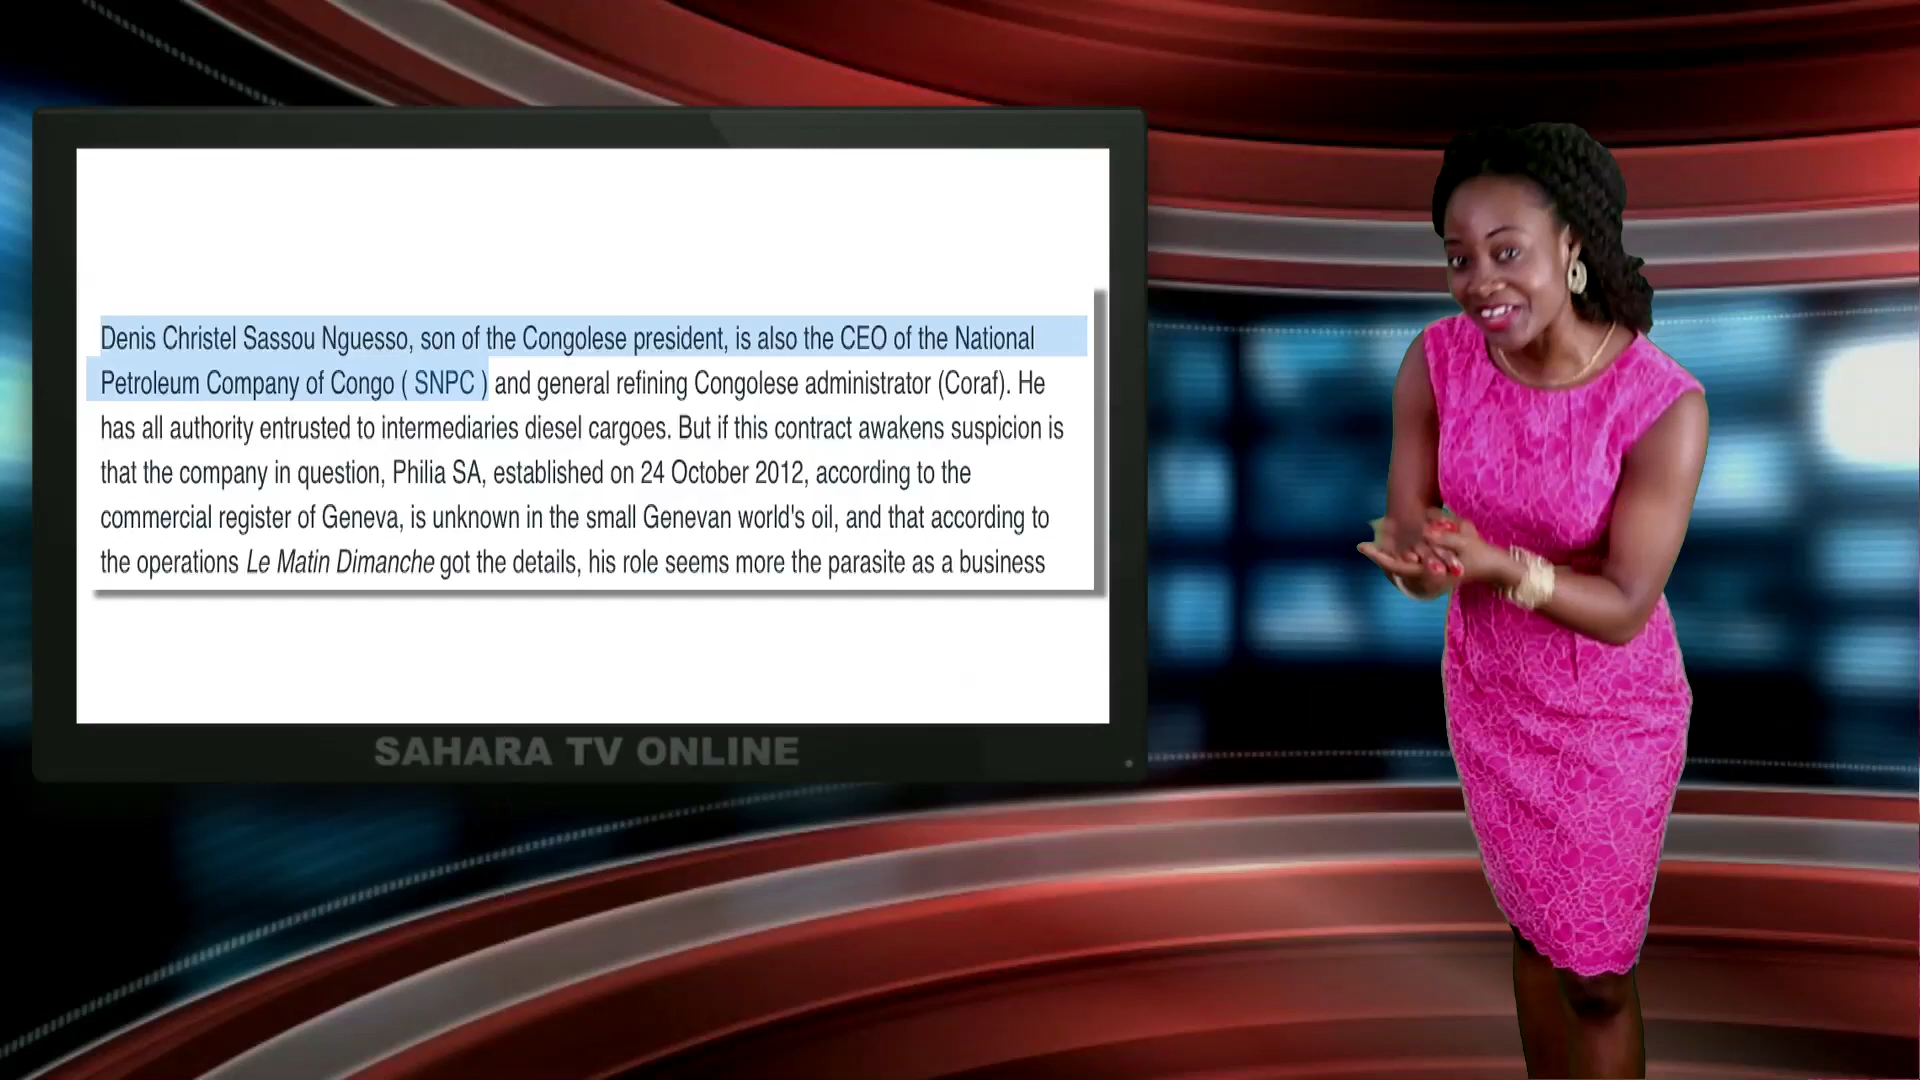 Denis Christel Sassou Nguesso, son of the Congolese president, is also the CEO of the National
Petroleum Company of Congo ( SNPC ) and general refining Congolese administrator (Coraf). He
has all authority entrusted to intermediaries diesel cargoes. But if this contract awakens suspicion is
that the company in question, Philia SA, established on 24 October 2012, according to the
commercial register of Geneva, is unknown in the small Genevan world's oil, and that according to
the operations Le Matin Dimanche got the details, his role seems more the parasite as a business
SAHARA TV ONLINE